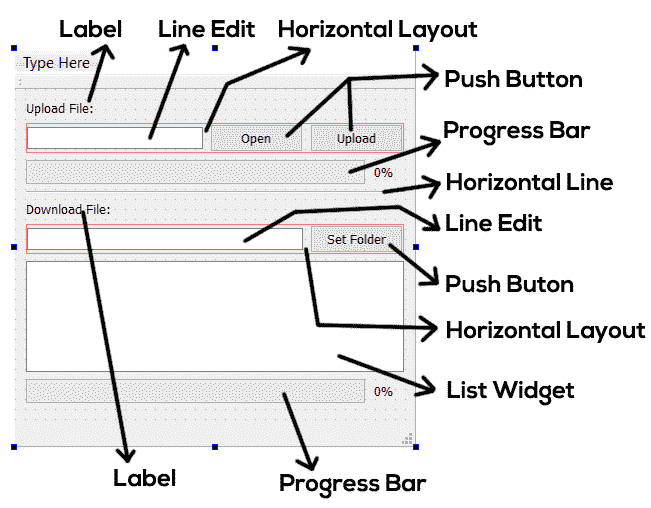 Label Line Edit Horizontal Layout
Type Here
Push Button
Upload File:
Open Upload
Progress Bar
0%
Horizontal Line
Download File:
Line Edit
Set Folder
Push Buton
Horizontal Layout
List Widget
0%
Label
Progress Bar